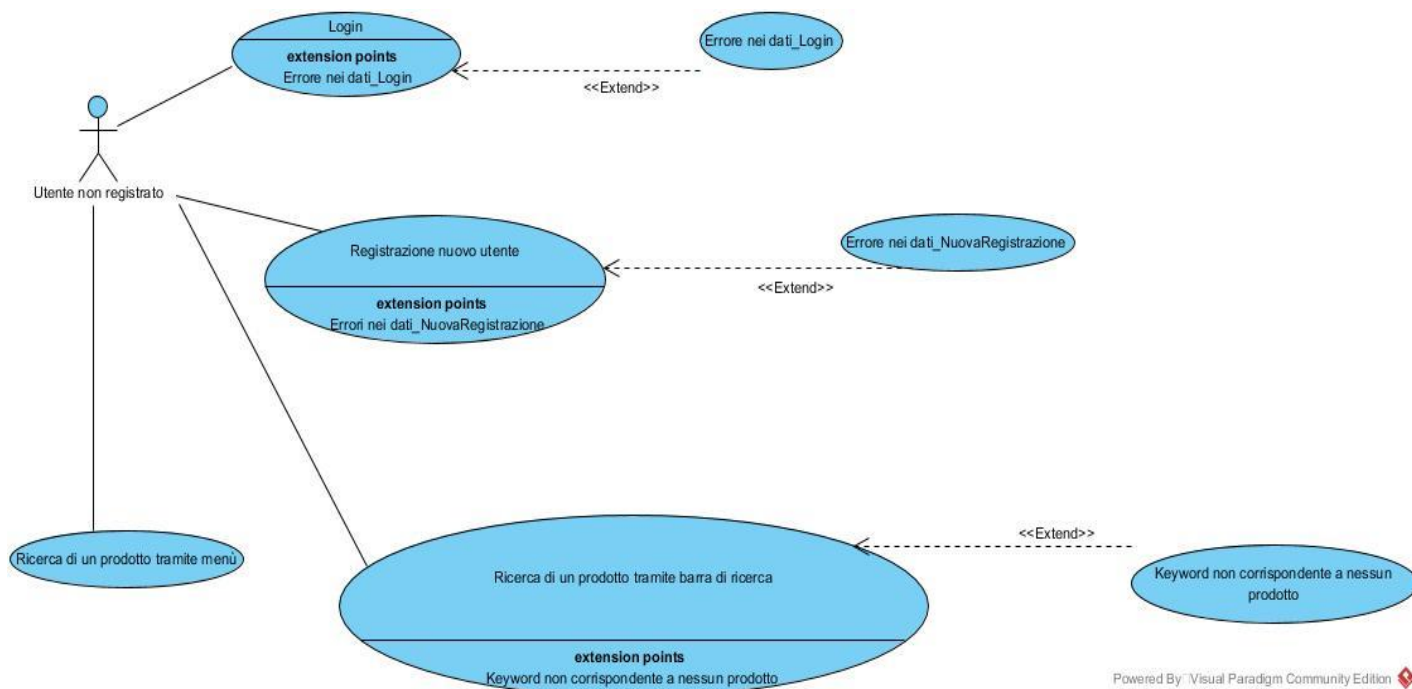 Login
extension points
Errore nei dati_Login
Errore nei dati_Login
<<Extend>>
Utente non registrato
Registrazione nuovo utente
extension points
Errori nei dati_NuovaRegistrazione
Errore nei dati_NuovaRegistrazione
<<Extend>>
Ricerca di un prodotto tramite menù
Ricerca di un prodotto tramite barra di ricerca
extension points
Keyword non corrispondente a nessun prodotto
<<Extend>>
Keyword non corrispondente a nessun
prodotto
Powered By Visual Paradigm Community Edition